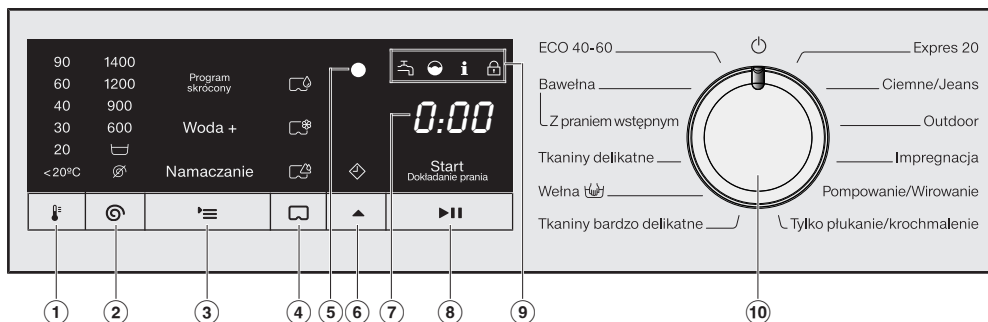 90
60
40
30
20
<20°C
1400
1200
900
600
Program
skrócony
Woda +
Namaczanie
i
0:00
Start
Dokładanie prania
ECO 40-60
Bawełna
Z praniem wstępnym
Tkaniny delikatne
Wełna
Tkaniny bardzo delikatne
Expres 20
Ciemne/Jeans
Outdoor
Impregnacja
Pompowanie/Wirowanie
Tylko płukanie/krochmalenie
1
2
3
4
5
6
7
8
9
10